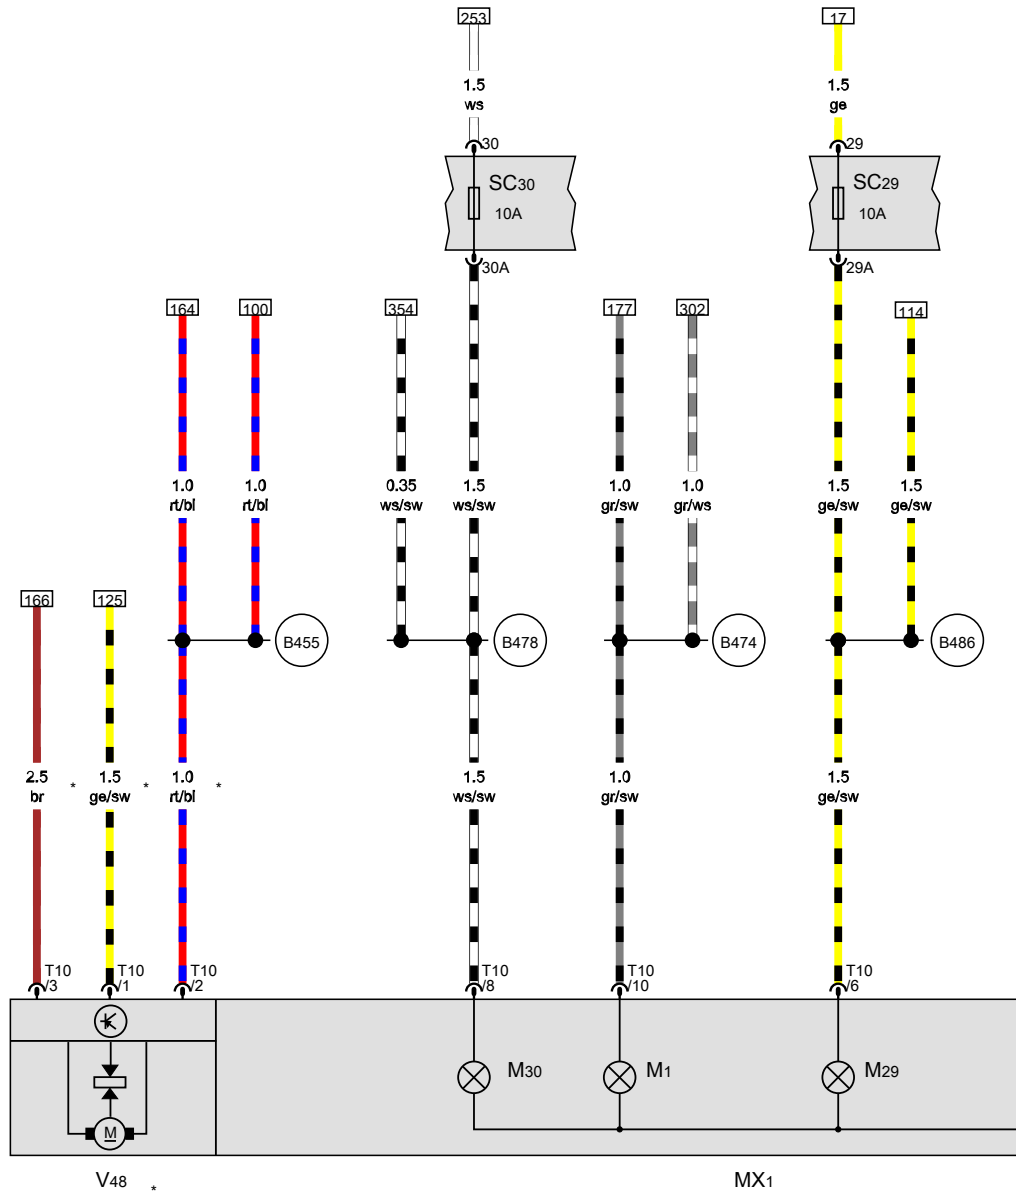 253
17
1.5
ws
1.5
ge
30
29
SC30
10A
SC29
10A
30A
29A
164
100
354
177
302
114
1.0
rt/bl
1.0
rt/bl
0.35
ws/sw
1.5
ws/sw
1.0
gr/sw
1.0
gr/ws
1.5
ge/sw
1.5
ge/sw
166
125
B455
B478
B474
B486
2.5
br
*
1.5
ge/sw
*
1.0
rt/bl
*
1.5
ws/sw
1.0
gr/sw
1.5
ge/sw
T10
/3
T10
/1
T10
/2
T10
/8
T10
/10
T10
/6
M30
M1
M29
M
V48
*
MX1